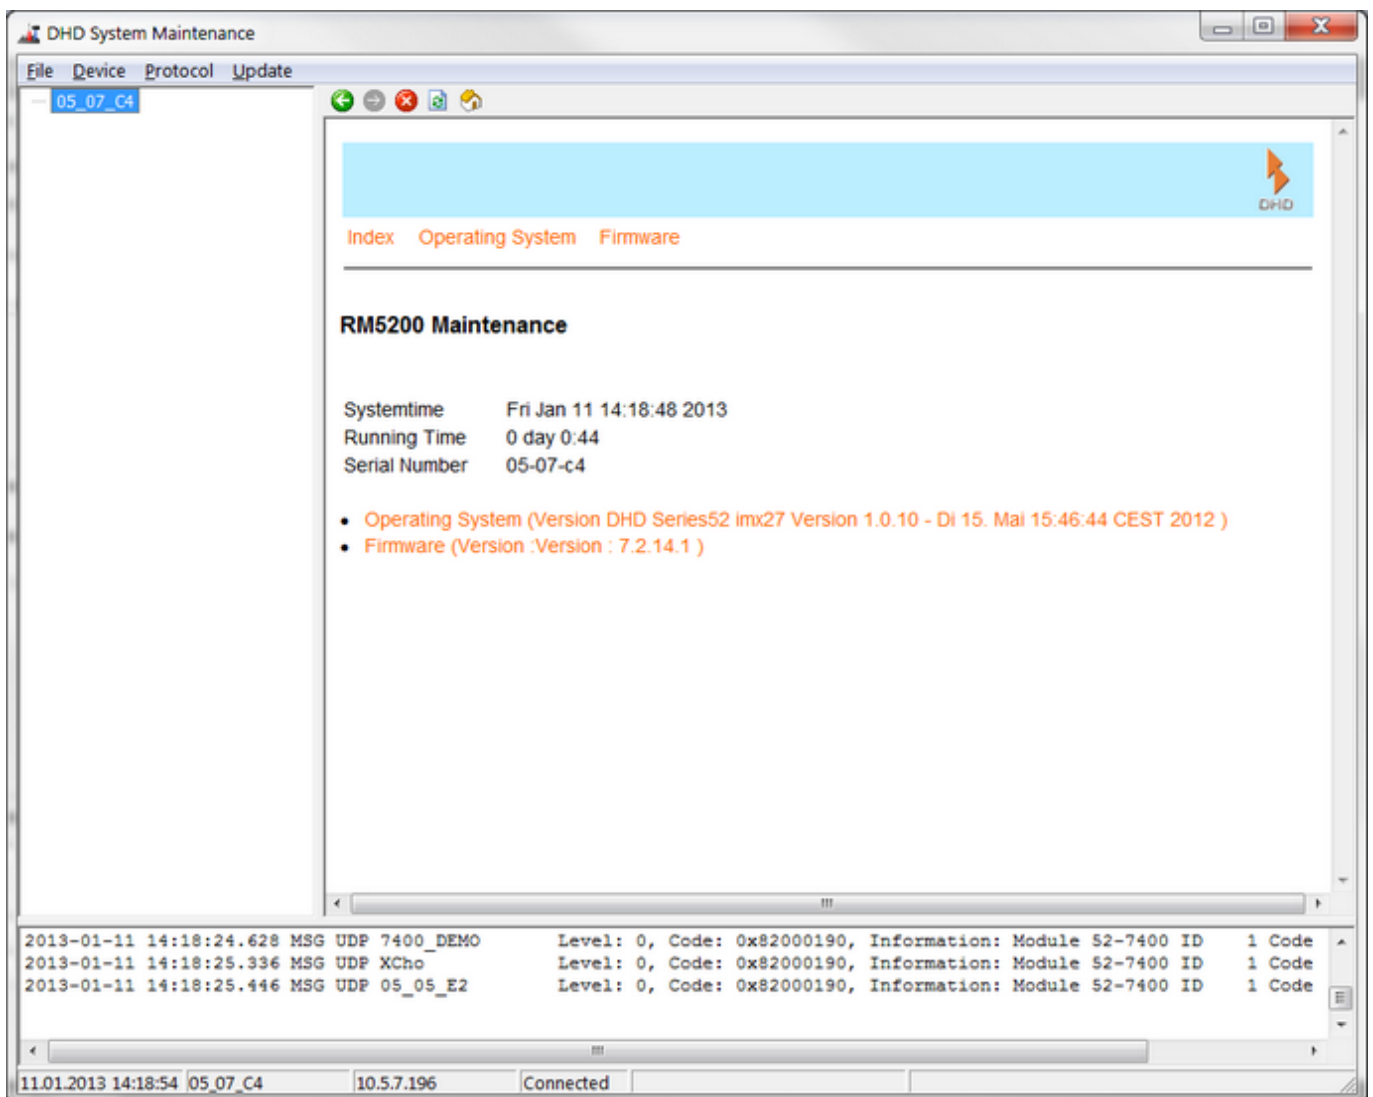 DHD System Maintenance
File Device Protocol Update
05_07_C4
DHD
Index Operating System Firmware
RM5200 Maintenance
Systemtime Fri Jan 11 14:18:48 2013
Running Time 0 day 0:44
Serial Number 05-07-c4
• Operating System (Version DHD Series52 imx27 Version 1.0.10 - Di 15. Mai 15:46:44 CEST 2012 )
• Firmware (Version :Version : 7.2.14.1 )
2013-01-11 14:18:24.628 MSG UDP 7400_DEMO Level: 0, Code: 0x82000190, Information: Module 52-7400 ID 1 Code
2013-01-11 14:18:25.336 MSG UDP XCho Level: 0, Code: 0x82000190, Information: Module 52-7400 ID 1 Code
2013-01-11 14:18:25.446 MSG UDP 05_05_E2 Level: 0, Code: 0x82000190, Information: Module 52-7400 ID 1 Code
11.01.2013 14:18:54 05_07_C4 10.5.7.196 Connected